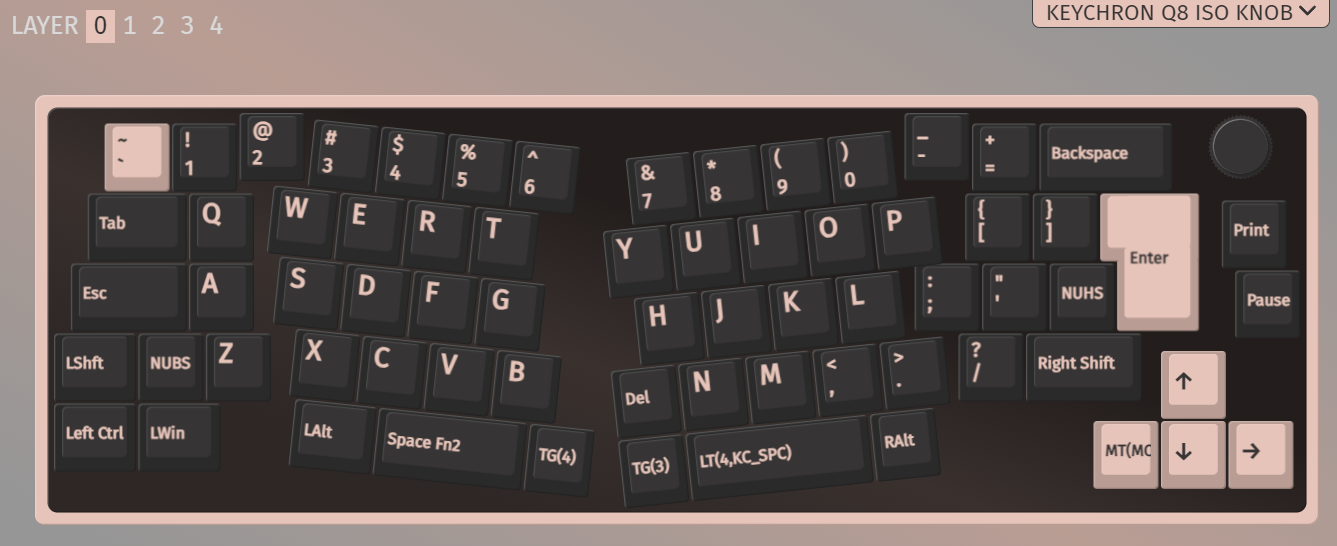 LAYER 0 1 2 3 4
KEYCHRON Q8 ISO KNOB
~ `
! 1
@ 2
# 3
$ 4
% 5
^ 6
& 7
* 8
( 9
) 0
_ -
+ =
Backspace
Tab
Q
W
E
R
T
Y
U
I
O
P
{ [
} ]
Enter
Print
Esc
A
S
D
F
G
H
J
K
L
: ;
" '
NUHS
Pause
LShft
NUBS
Z
X
C
V
B
Del
N
M
< ,
> .
? /
Right Shift
↑
Left Ctrl
LWin
LAlt
Space Fn2
TG(4)
TG(3)
LT(4,KC_SPC)
RAlt
MT(MC
↓
→